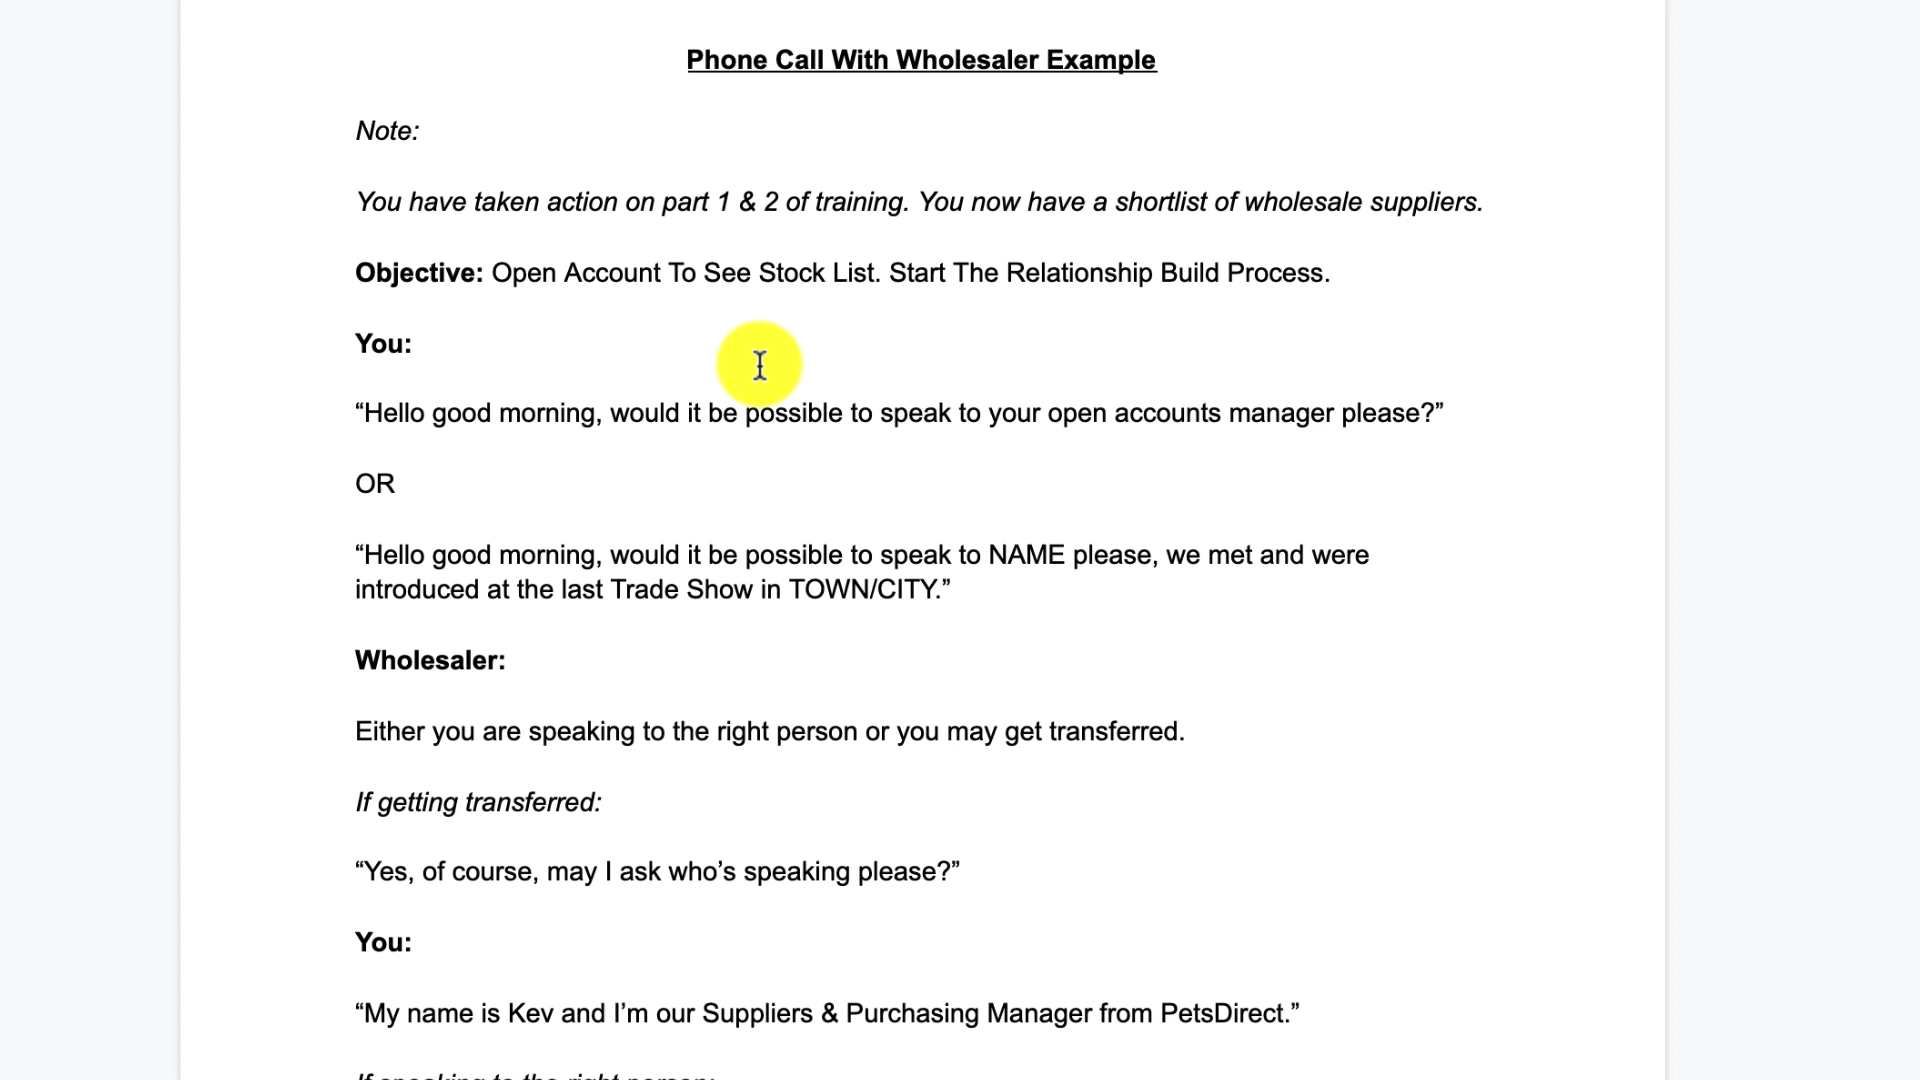 Phone Call With Wholesaler Example
Note:
You have taken action on part 1 & 2 of training. You now have a shortlist of wholesale suppliers.
Objective: Open Account To See Stock List. Start The Relationship Build Process.
You:
“Hello good morning, would it be possible to speak to your open accounts manager please?”
OR
“Hello good morning, would it be possible to speak to NAME please, we met and were
introduced at the last Trade Show in TOWN/CITY.”
Wholesaler:
Either you are speaking to the right person or you may get transferred.
If getting transferred:
“Yes, of course, may I ask who’s speaking please?”
You:
“My name is Kev and I’m our Suppliers & Purchasing Manager from PetsDirect.”
If speaking to the right person: